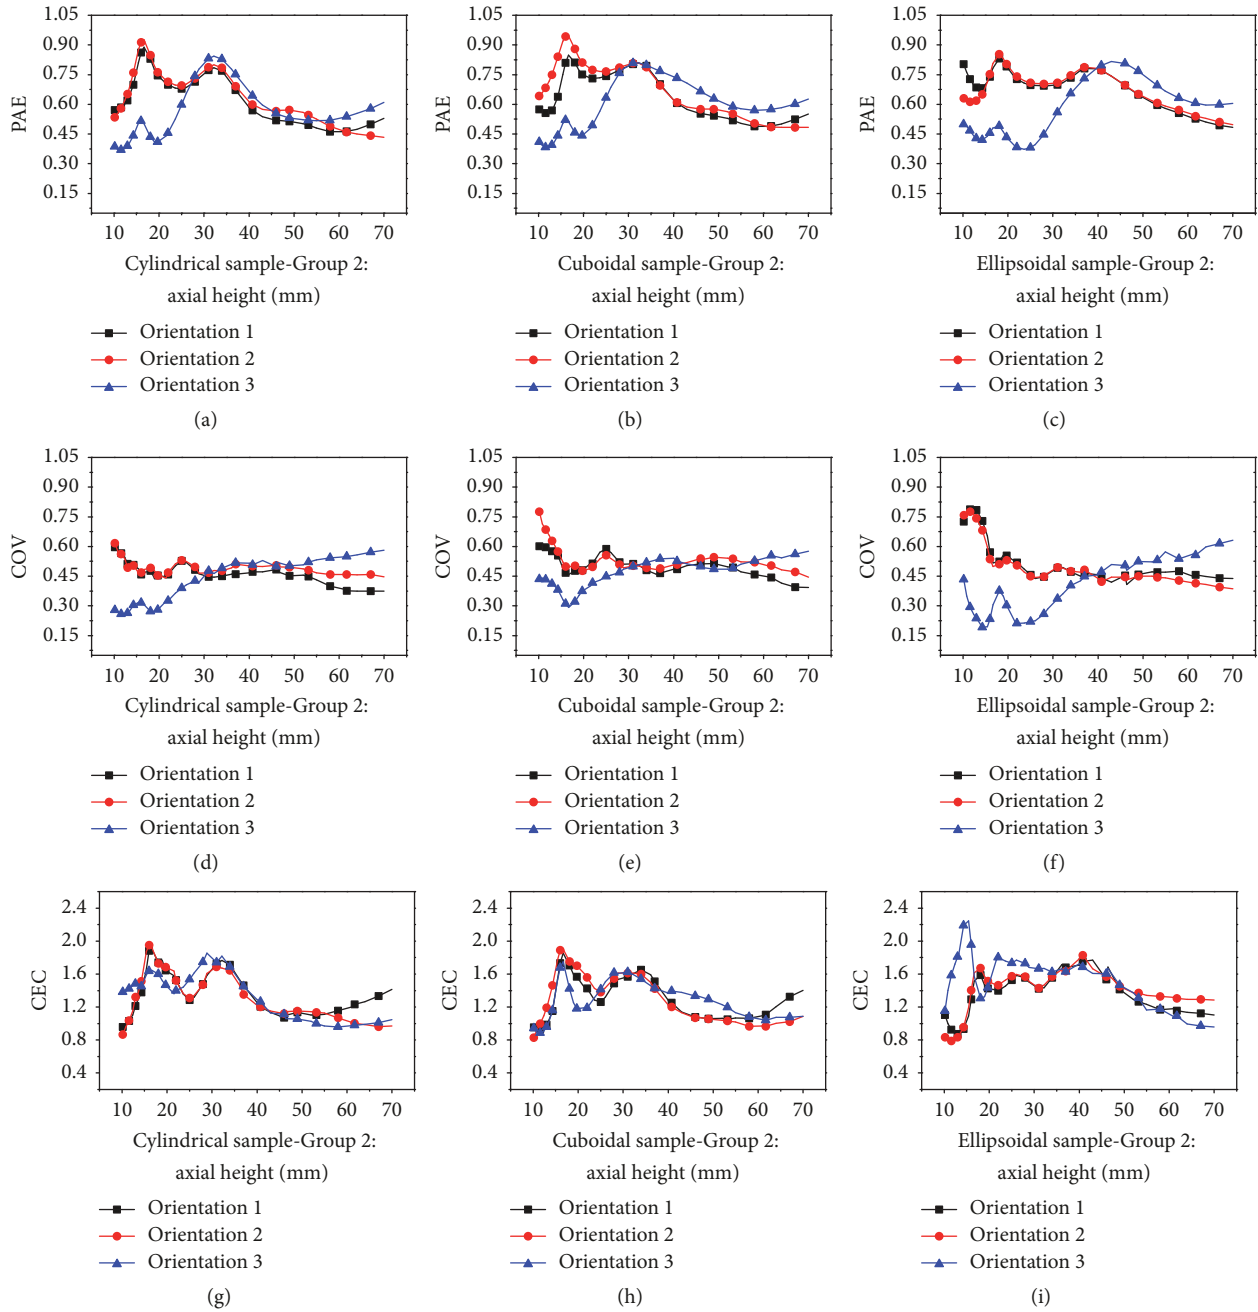 1.05
0.90
0.75
0.60
0.45
0.30
0.15
PAE
10 20 30 40 50 60 70
Cylindrical sample-Group 2:
axial height (mm)
Orientation 1
Orientation 2
Orientation 3
(a)
1.05
0.90
0.75
0.60
0.45
0.30
0.15
PAE
10 20 30 40 50 60 70
Cuboidal sample-Group 2:
axial height (mm)
Orientation 1
Orientation 2
Orientation 3
(b)
1.05
0.90
0.75
0.60
0.45
0.30
0.15
PAE
10 20 30 40 50 60 70
Ellipsoidal sample-Group 2:
axial height (mm)
Orientation 1
Orientation 2
Orientation 3
(c)
1.05
0.90
0.75
0.60
0.45
0.30
0.15
COV
10 20 30 40 50 60 70
Cylindrical sample-Group 2:
axial height (mm)
Orientation 1
Orientation 2
Orientation 3
(d)
1.05
0.90
0.75
0.60
0.45
0.30
0.15
COV
10 20 30 40 50 60 70
Cuboidal sample-Group 2:
axial height (mm)
Orientation 1
Orientation 2
Orientation 3
(e)
1.05
0.90
0.75
0.60
0.45
0.30
0.15
COV
10 20 30 40 50 60 70
Ellipsoidal sample-Group 2:
axial height (mm)
Orientation 1
Orientation 2
Orientation 3
(f)
2.4
2.0
1.6
1.2
0.8
0.4
CEC
10 20 30 40 50 60 70
Cylindrical sample-Group 2:
axial height (mm)
Orientation 1
Orientation 2
Orientation 3
(g)
2.4
2.0
1.6
1.2
0.8
0.4
CEC
10 20 30 40 50 60 70
Cuboidal sample-Group 2:
axial height (mm)
Orientation 1
Orientation 2
Orientation 3
(h)
2.4
2.0
1.6
1.2
0.8
0.4
CEC
10 20 30 40 50 60 70
Ellipsoidal sample-Group 2:
axial height (mm)
Orientation 1
Orientation 2
Orientation 3
(i)